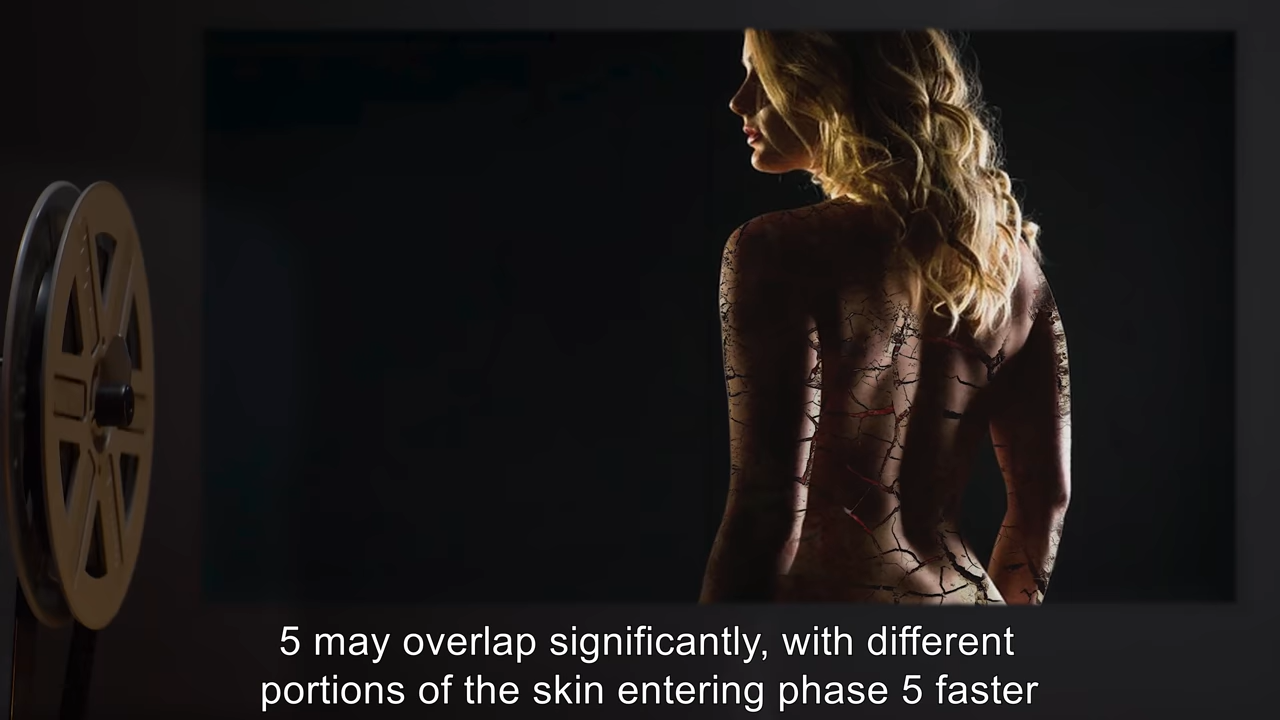 5 may overlap significantly, with different
portions of the skin entering phase 5 faster